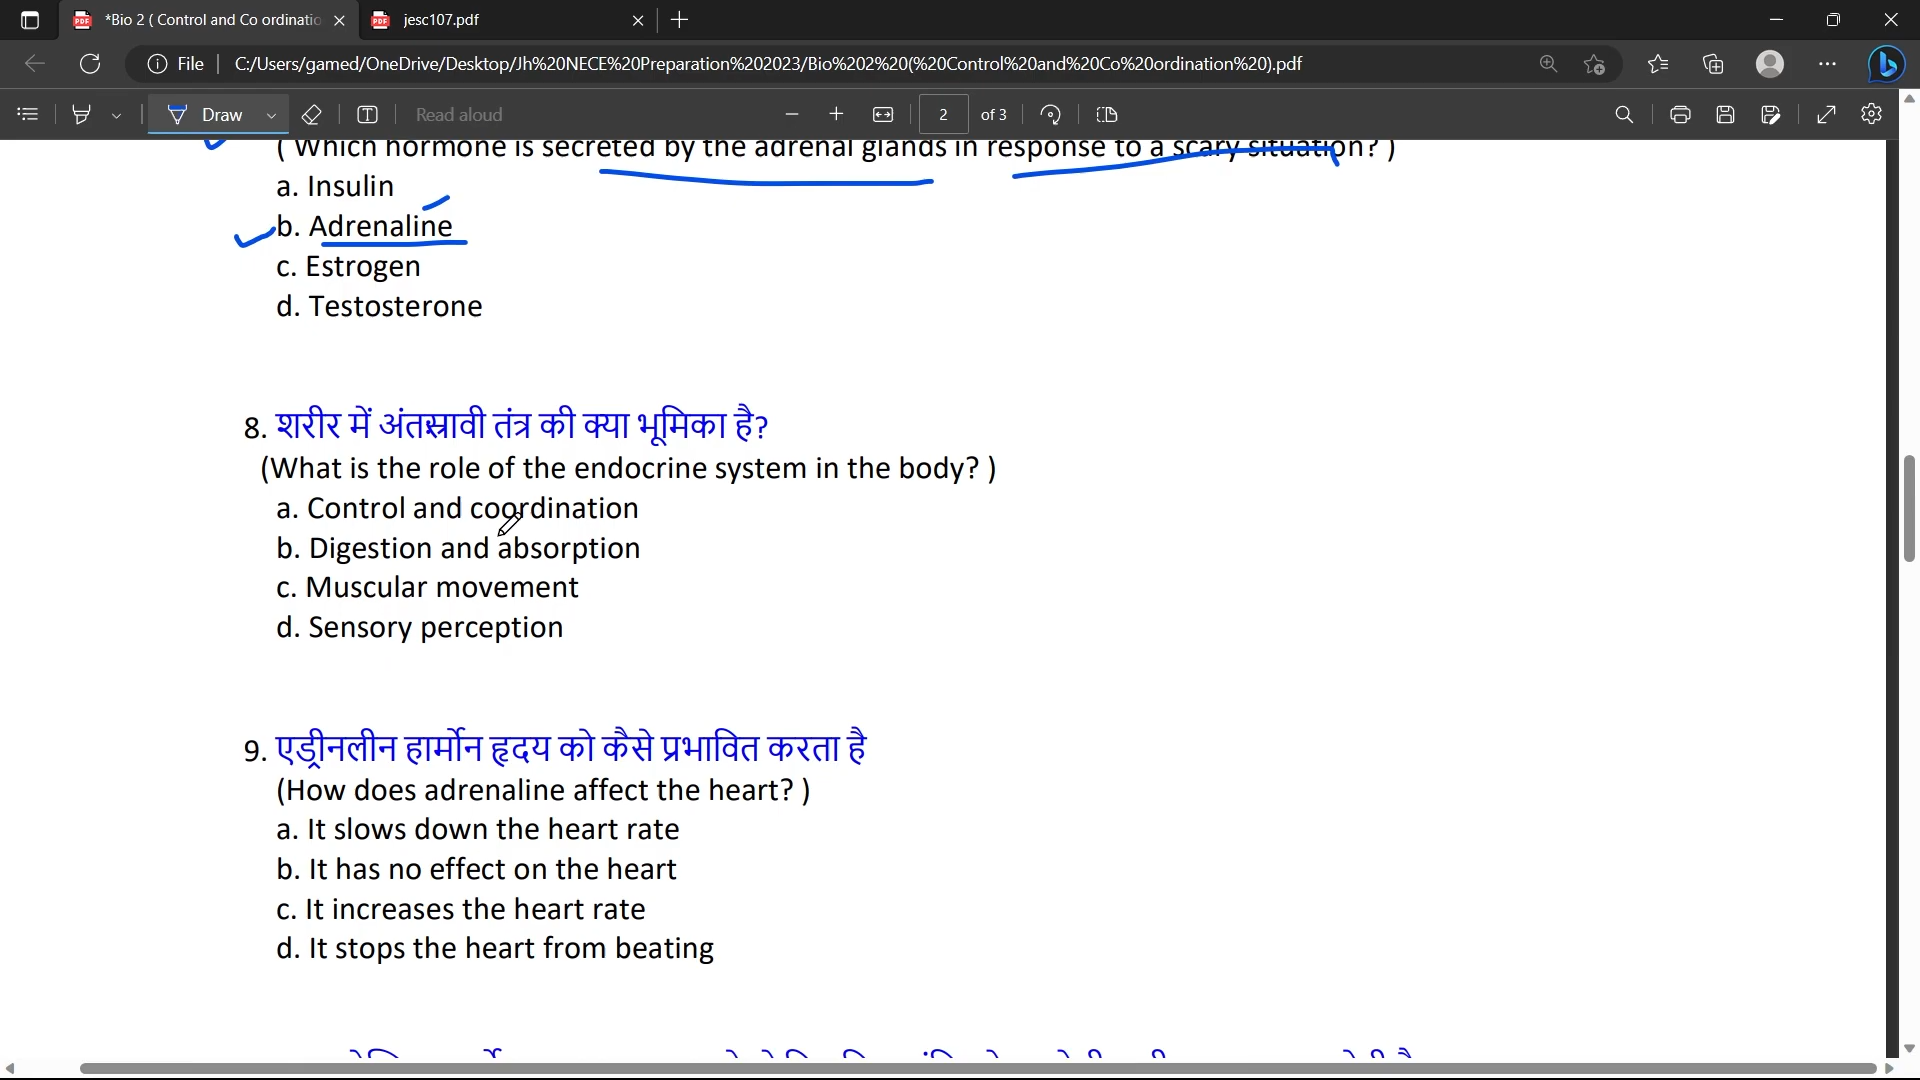 *Bio 2 ( Control and Co ordinatio
jesc107.pdf
File
C:/Users/gamed/OneDrive/Desktop/Jh%20NECE%20Preparation%202023/Bio%202%20(%20Control%20and%20Co%20ordination%20).pdf
Draw
Read aloud
2 of 3
( Which hormone is secreted by the adrenal glands in response to a scary situation? )
a. Insulin
b. Adrenaline
c. Estrogen
d. Testosterone
8. शरीर में अंतस्रावी तंत्र की क्या भूमिका है?
(What is the role of the endocrine system in the body? )
a. Control and coordination
b. Digestion and absorption
c. Muscular movement
d. Sensory perception
9. एड्रीनलीन हार्मोन हृदय को कैसे प्रभावित करता है
(How does adrenaline affect the heart? )
a. It slows down the heart rate
b. It has no effect on the heart
c. It increases the heart rate
d. It stops the heart from beating